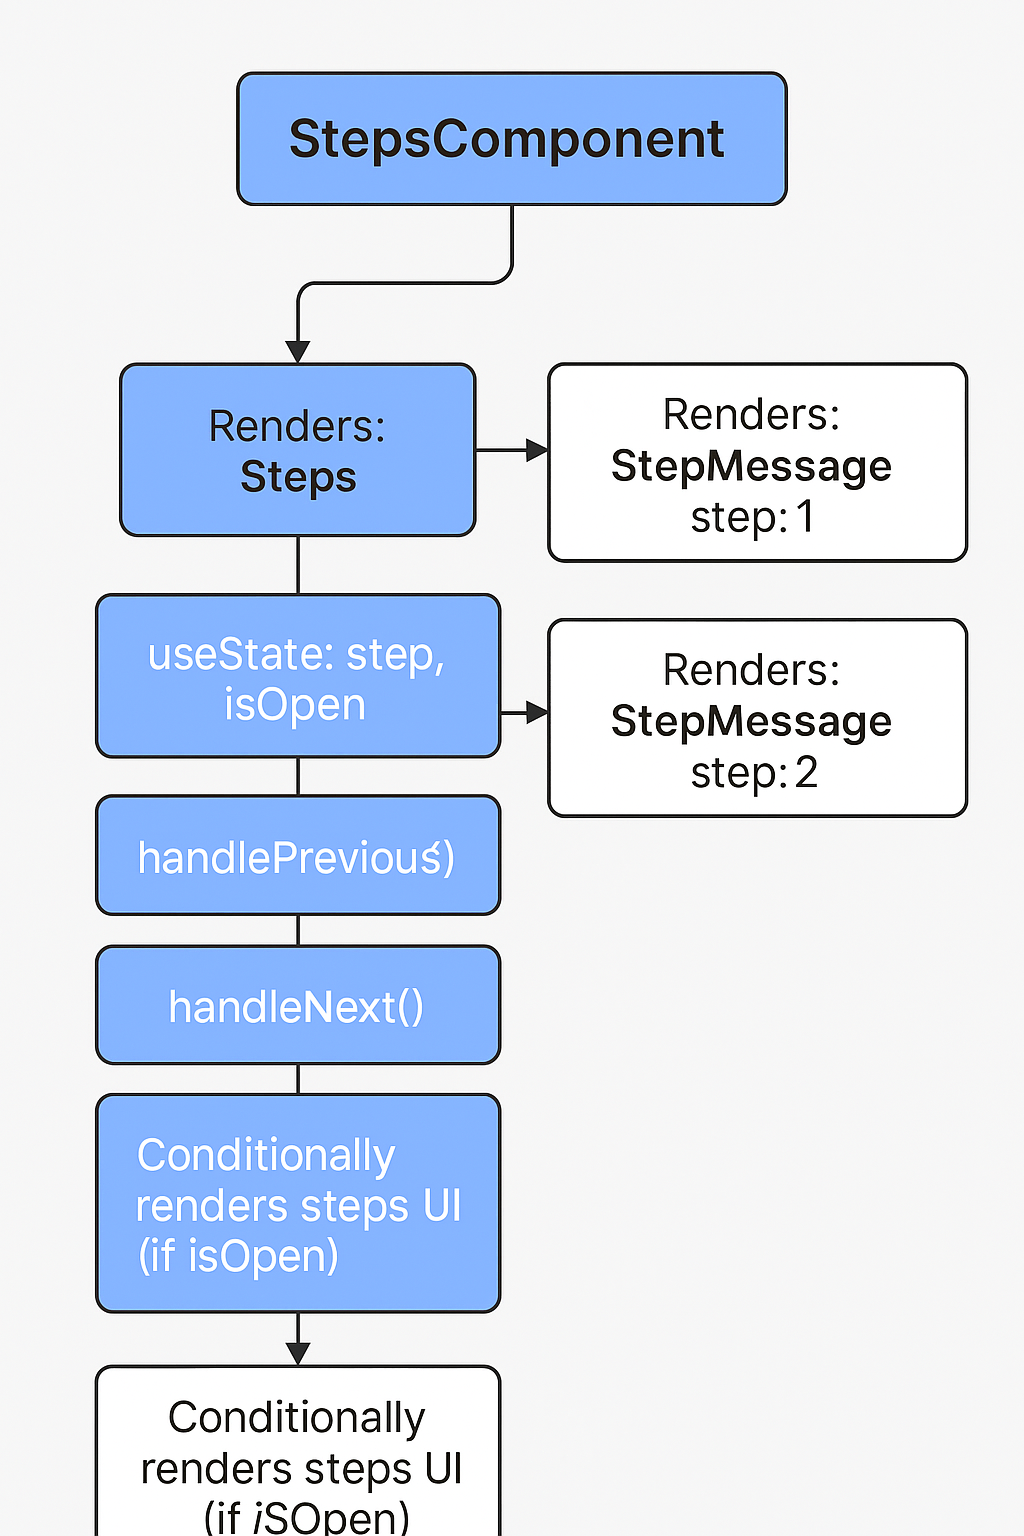 StepsComponent
Renders:
Steps
Renders:
StepMessage
step: 1
useState: step,
isOpen
Renders:
StepMessage
step: 2
handlePreviouś)
handleNext()
Conditionally
renders steps UI
(if isOpen)
Conditionally
renders steps UI
(if iSOpen)